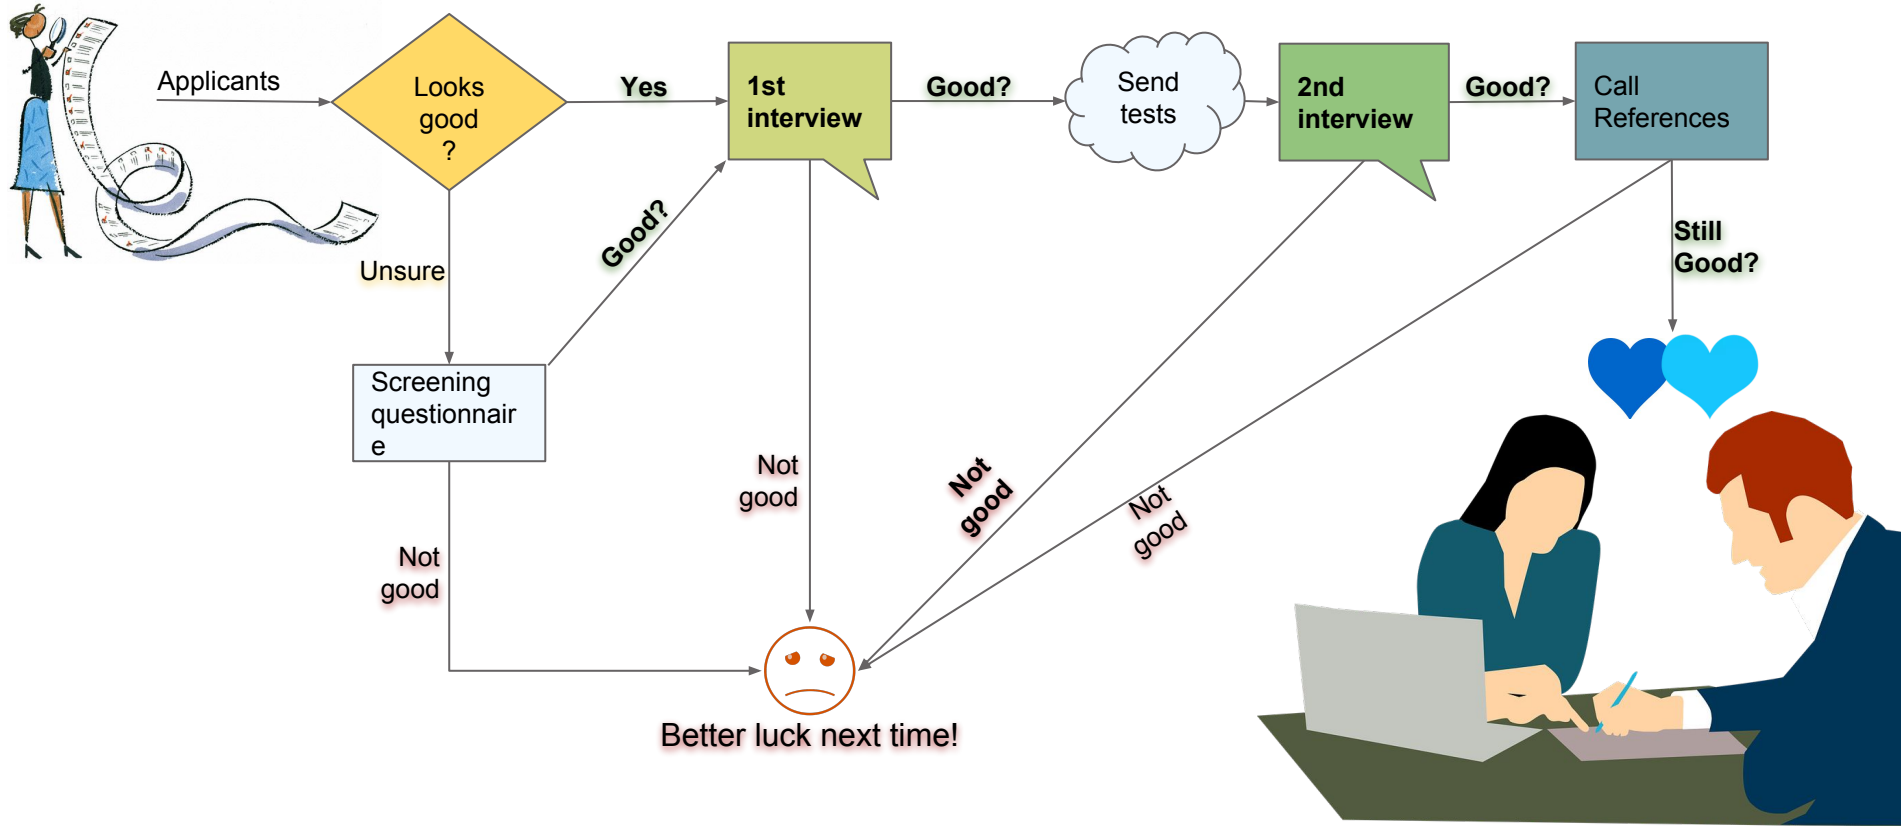 Applicants
Looks
good
?
Yes
1st
interview
Good?
Send
tests
2nd
interview
Good?
Call
References
Unsure
Good?
Still
Good?
Screening
questionnair
e
Not
good
Not
good
Not
good
Not
good
Better luck next time!